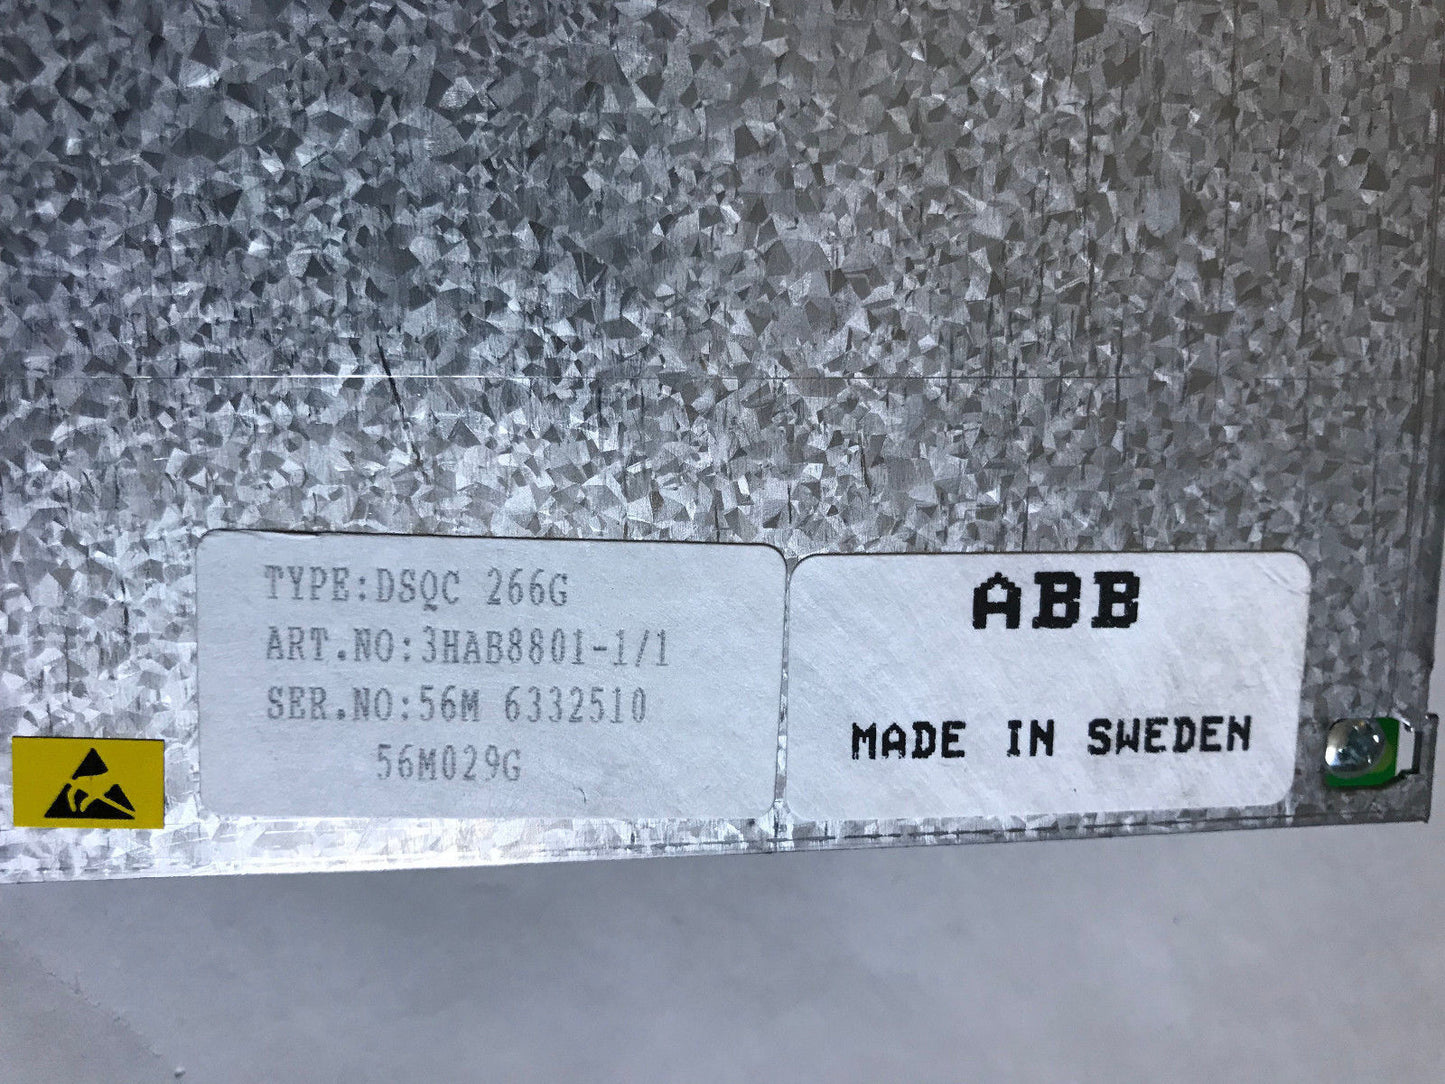 TYPE:DSQC 266G
ART.NO:3HAB8801-1/1
SER.NO:56M 6332510
56M029G
ABB
MADE IN SWEDEN